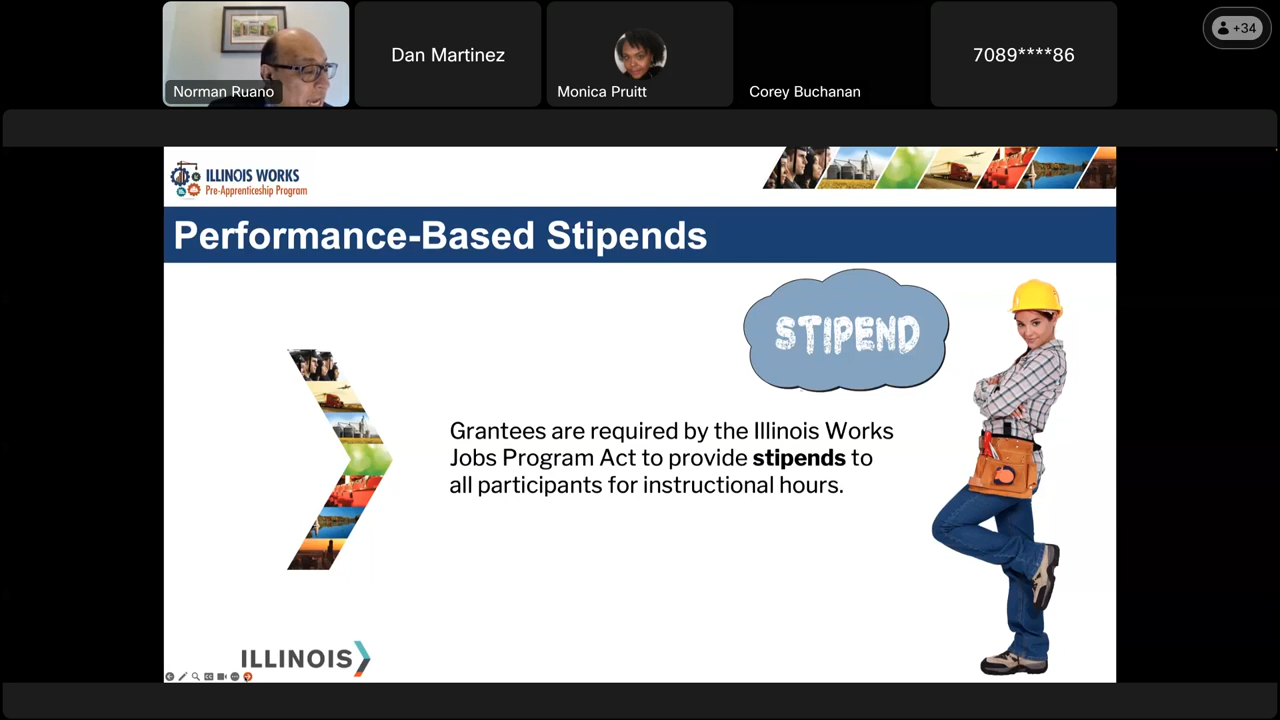 Norman Ruano
Dan Martinez
Monica Pruitt
Corey Buchanan
7089****86
+34
ILLINOIS WORKS
Pre-Apprenticeship Program
Performance-Based Stipends
STIPEND
Grantees are required by the Illinois Works
Jobs Program Act to provide stipends to
all participants for instructional hours.
ILLINOIS